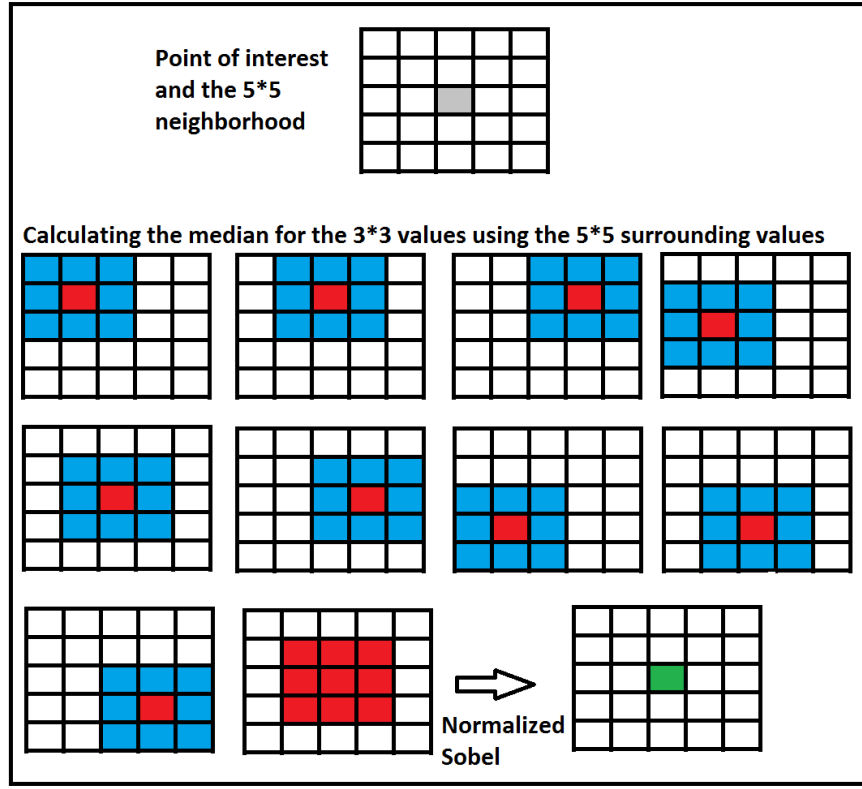 Point of interest
and the 5*5
neighborhood
Calculating the median for the 3*3 values using the 5*5 surrounding values
Normalized
Sobel